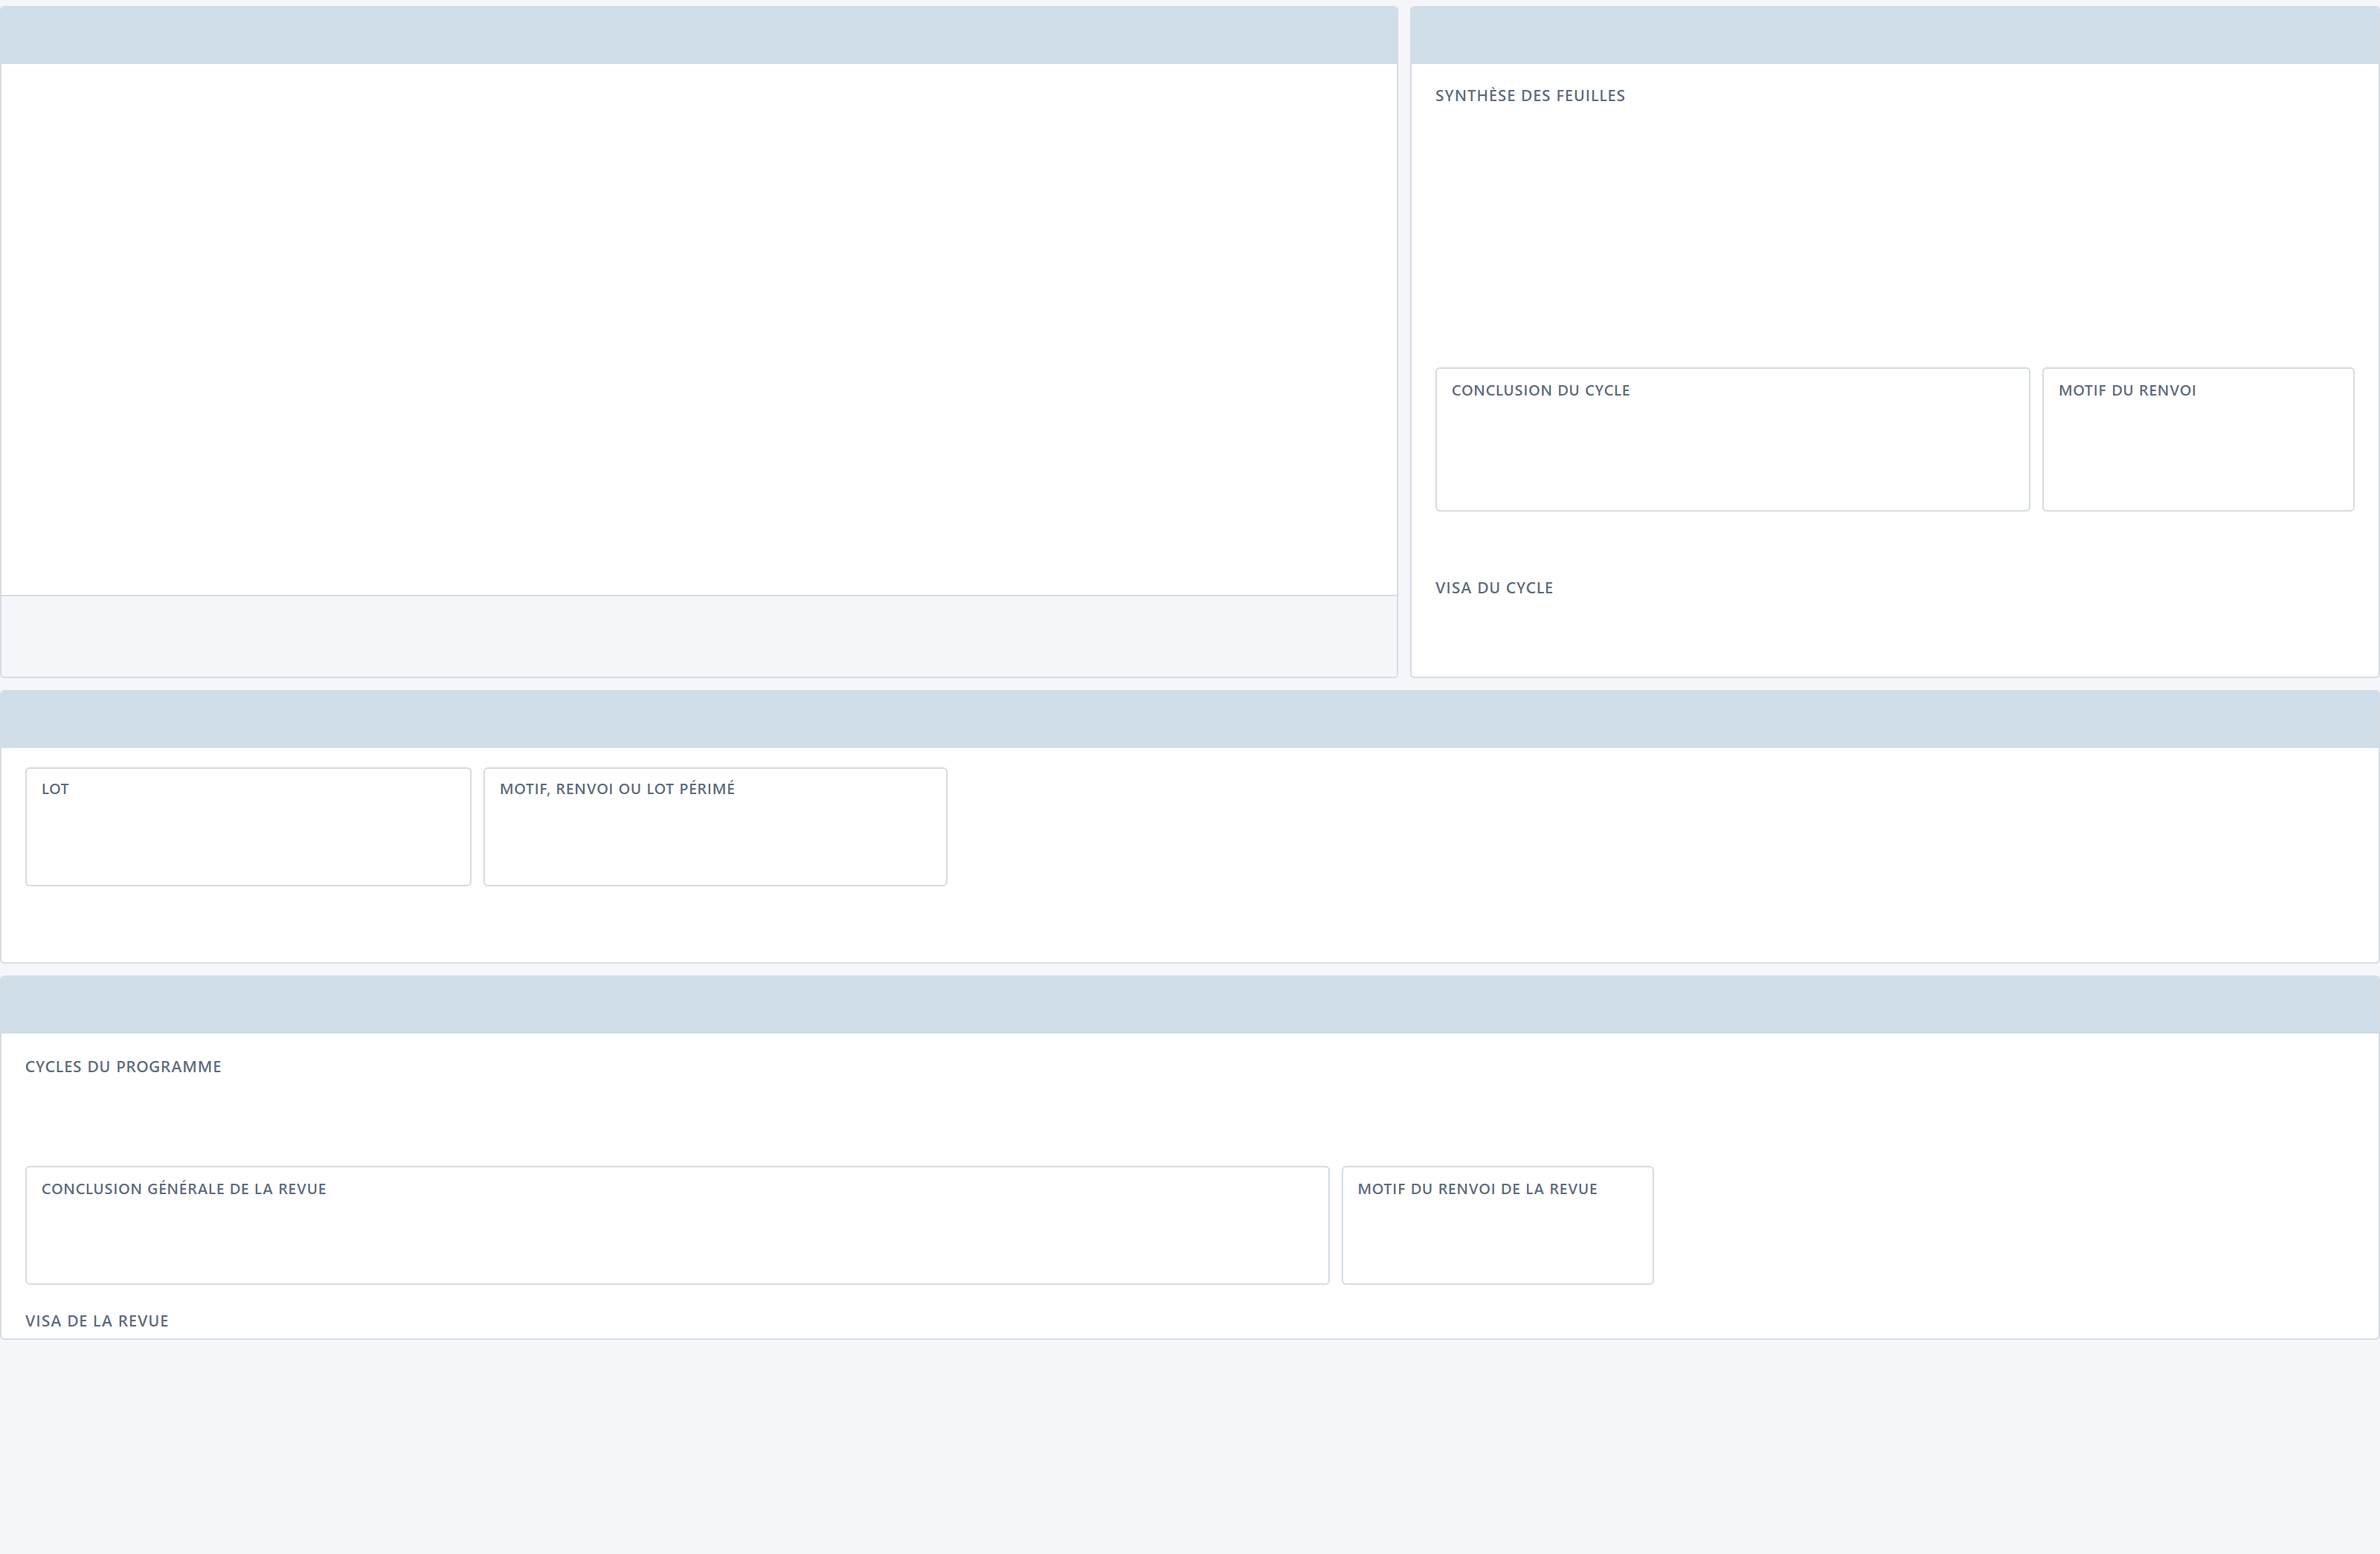 SYNTHÈSE DES FEUILLES
CONCLUSION DU CYCLE
MOTIF DU RENVOI
VISA DU CYCLE
LOT
MOTIF, RENVOI OU LOT PÉRIMÉ
CYCLES DU PROGRAMME
CONCLUSION GÉNÉRALE DE LA REVUE
MOTIF DU RENVOI DE LA REVUE
VISA DE LA REVUE